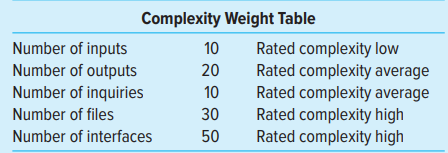 Complexity Weight Table
Number of inputs 10 Rated complexity low
Number of outputs 20 Rated complexity average
Number of inquiries 10 Rated complexity average
Number of files 30 Rated complexity high
Number of interfaces 50 Rated complexity high